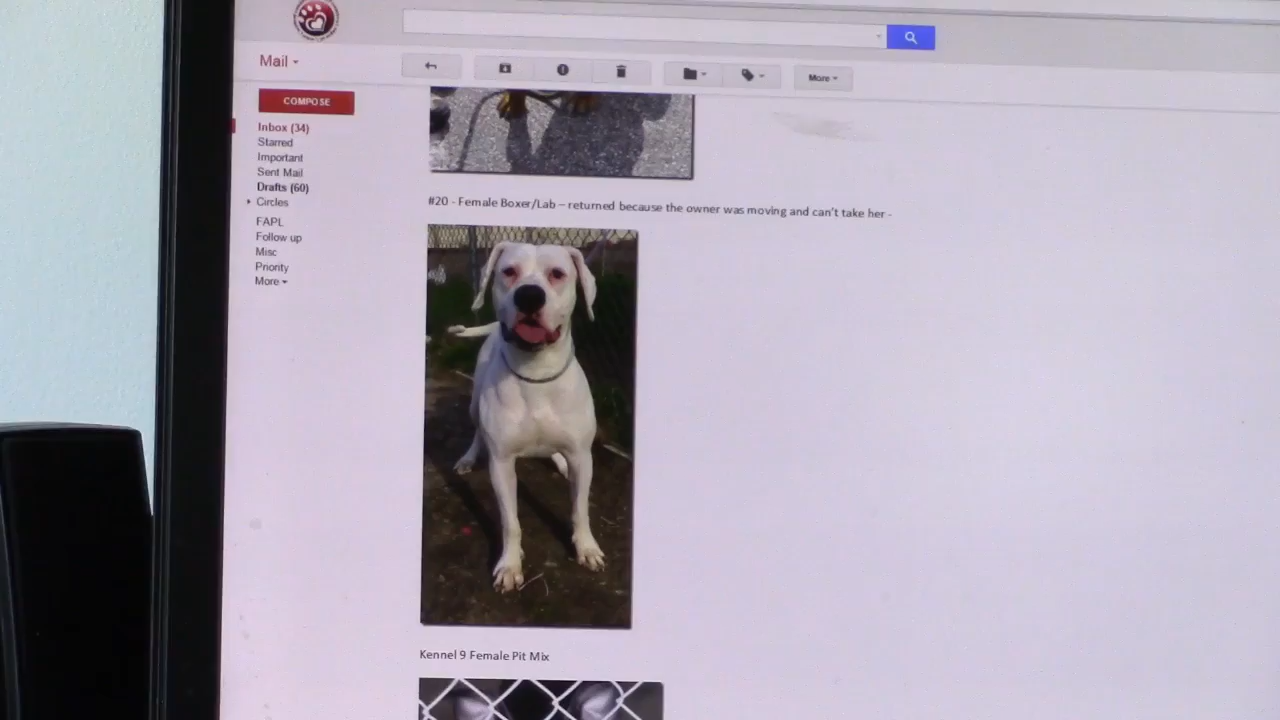 Mail
More
COMPOSE
Inbox (34)
Starred
Important
Sent Mail
Drafts (60)
Circles
FAPL
Follow up
Misc
Priority
More
#20 - Female Boxer/Lab – returned because the owner was moving and can't take her -
Kennel 9 Female Pit Mix